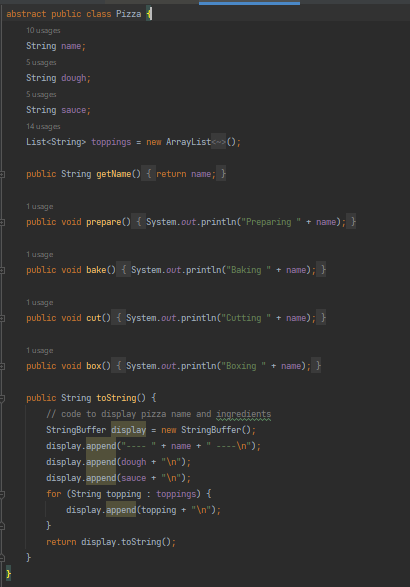 abstract public class Pizza {
10 usages
String name;
5 usages
String dough;
5 usages
String sauce;
14 usages
List<String> toppings = new ArrayList<~>();
public String getName() { return name; }
1 usage
public void prepare() { System.out.println("Preparing " + name); }
1 usage
public void bake() { System.out.println("Baking " + name); }
1 usage
public void cut() { System.out.println("Cutting " + name); }
1 usage
public void box() { System.out.println("Boxing " + name); }
public String toString() {
// code to display pizza name and ingredients
StringBuffer display = new StringBuffer();
display.append("---- " + name + " ----\n");
display.append(dough + "\n");
display.append(sauce + "\n");
for (String topping : toppings) {
display.append(topping + "\n");
}
return display.toString();
}
}